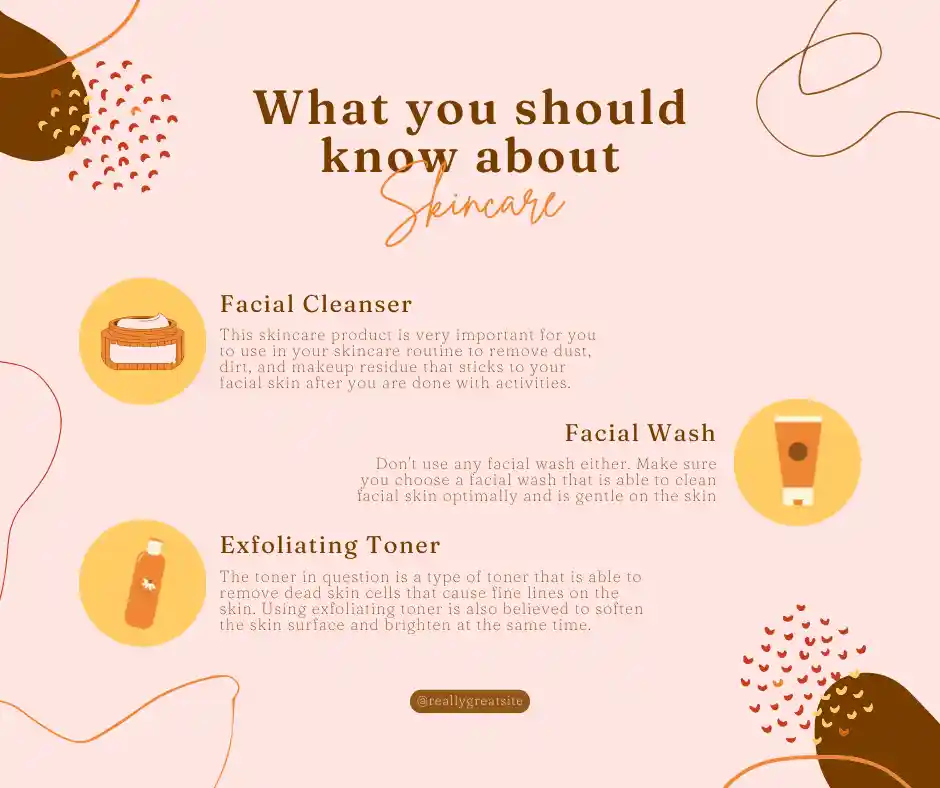 What you should
know about
Skincare
Facial Cleanser
This skincare product is very important for you
to use in your skincare routine to remove dust,
dirt, and makeup residue that sticks to your
facial skin after you are done with activities.
Facial Wash
Don't use any facial wash either. Make sure
you choose a facial wash that is able to clean
facial skin optimally and is gentle on the skin
Exfoliating Toner
The toner in question is a type of toner that is able to
remove dead skin cells that cause fine lines on the
skin. Using exfoliating toner is also believed to soften
the skin surface and brighten at the same time.
@reallygreatsite